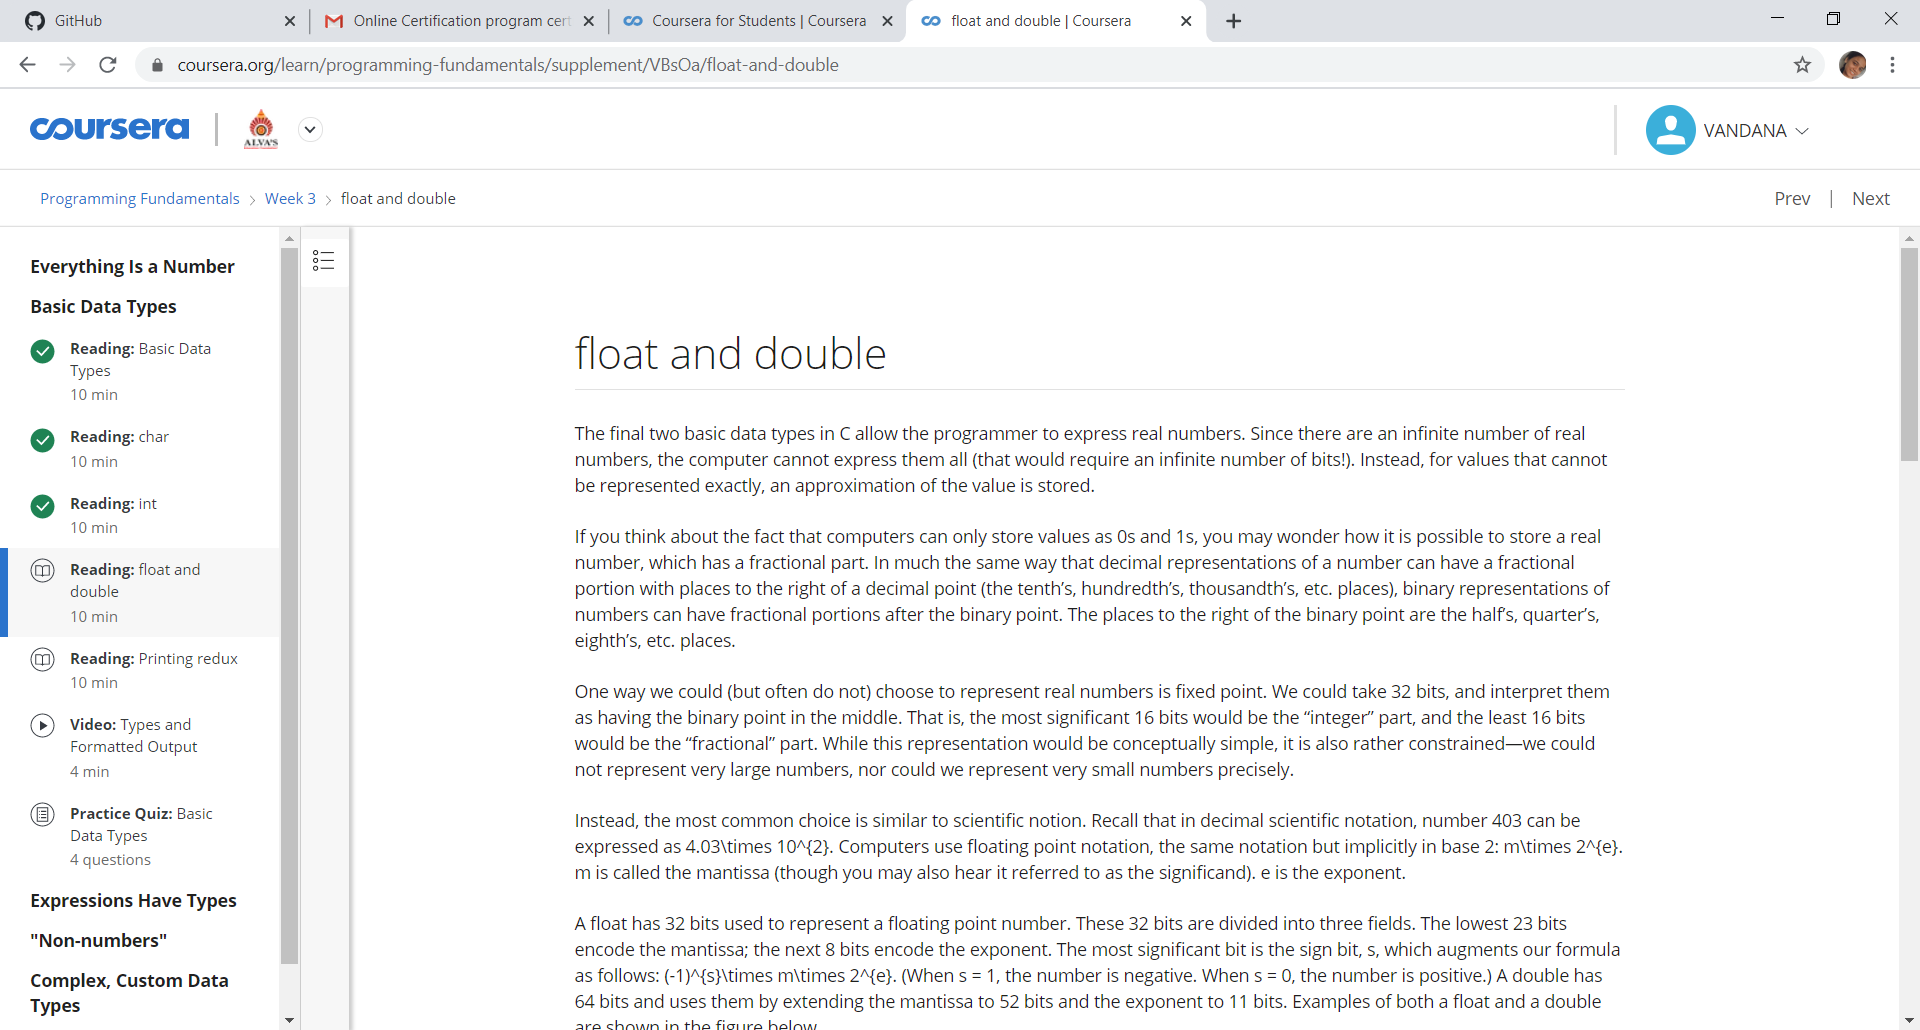 GitHub
Online Certification program cert
Coursera for Students | Coursera
float and double | Coursera
coursera.org/learn/programming-fundamentals/supplement/VBsOa/float-and-double
coursera
ALVA'S
VANDANA
Programming Fundamentals > Week 3 > float and double
Prev | Next
Everything Is a Number
Basic Data Types
Reading: Basic Data
Types
10 min
Reading: char
10 min
Reading: int
10 min
Reading: float and
double
10 min
Reading: Printing redux
10 min
Video: Types and
Formatted Output
4 min
Practice Quiz: Basic
Data Types
4 questions
Expressions Have Types
"Non-numbers"
Complex, Custom Data
Types
float and double
The final two basic data types in C allow the programmer to express real numbers. Since there are an infinite number of real
numbers, the computer cannot express them all (that would require an infinite number of bits!). Instead, for values that cannot
be represented exactly, an approximation of the value is stored.
If you think about the fact that computers can only store values as 0s and 1s, you may wonder how it is possible to store a real
number, which has a fractional part. In much the same way that decimal representations of a number can have a fractional
portion with places to the right of a decimal point (the tenth’s, hundredth’s, thousandth’s, etc. places), binary representations of
numbers can have fractional portions after the binary point. The places to the right of the binary point are the half’s, quarter’s,
eighth’s, etc. places.
One way we could (but often do not) choose to represent real numbers is fixed point. We could take 32 bits, and interpret them
as having the binary point in the middle. That is, the most significant 16 bits would be the “integer” part, and the least 16 bits
would be the “fractional” part. While this representation would be conceptually simple, it is also rather constrained—we could
not represent very large numbers, nor could we represent very small numbers precisely.
Instead, the most common choice is similar to scientific notion. Recall that in decimal scientific notation, number 403 can be
expressed as 4.03\times 10^{2}. Computers use floating point notation, the same notation but implicitly in base 2: m\times 2^{e}.
m is called the mantissa (though you may also hear it referred to as the significand). e is the exponent.
A float has 32 bits used to represent a floating point number. These 32 bits are divided into three fields. The lowest 23 bits
encode the mantissa; the next 8 bits encode the exponent. The most significant bit is the sign bit, s, which augments our formula
as follows: (-1)^{s}\times m\times 2^{e}. (When s = 1, the number is negative. When s = 0, the number is positive.) A double has
64 bits and uses them by extending the mantissa to 52 bits and the exponent to 11 bits. Examples of both a float and a double
are shown in the figure below.